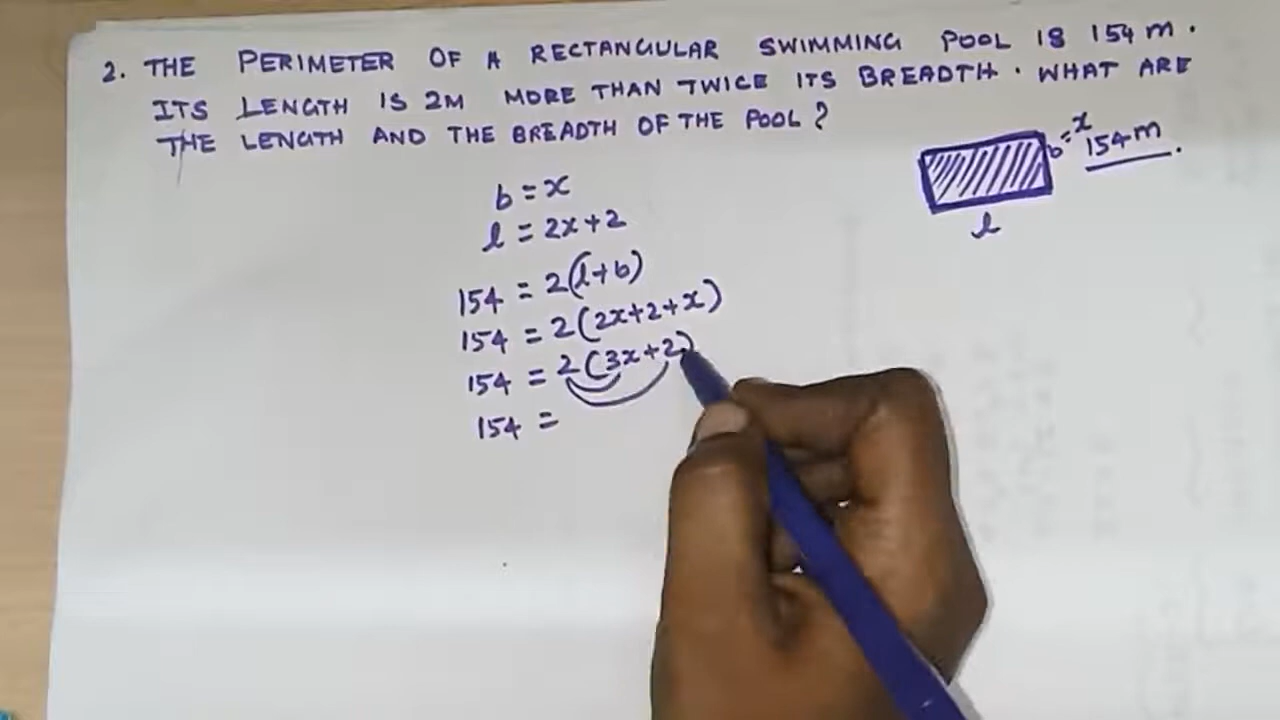 2. THE PERIMETER OF A RECTANGULAR SWIMMING POOL IS 154 m.
ITS LENGTH IS 2M MORE THAN TWICE ITS BREADTH. WHAT ARE
THE LENGTH AND THE BREADTH OF THE POOL?
b = x
154 m.
l
b = x
l = 2x+2
154 = 2(l+b)
154 = 2(2x+2+x)
154 = 2(3x+2)
154 =